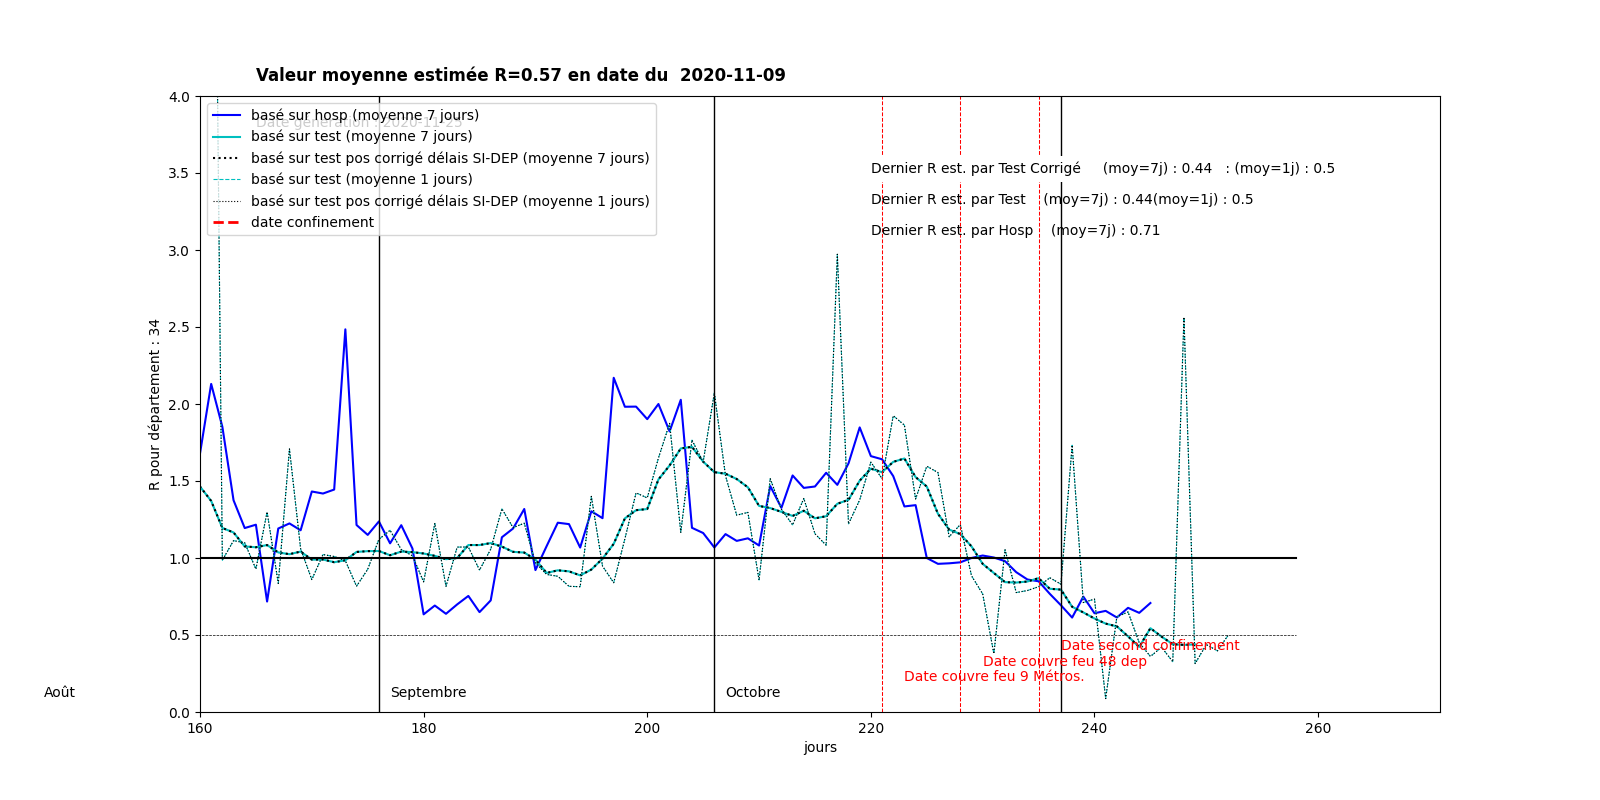 Valeur moyenne estimée R=0.57 en date du  2020-11-09
4.0
3.5
3.0
2.5
2.0
1.5
1.0
0.5
0.0
R pour département : 34
basé sur hosp (moyenne 7 jours)
Date génération : 2020-11-23
basé sur test (moyenne 7 jours)
basé sur test pos corrigé délais SI-DEP (moyenne 7 jours)
basé sur test (moyenne 1 jours)
basé sur test pos corrigé délais SI-DEP (moyenne 1 jours)
date confinement
Dernier R est. par Test Corrigé     (moy=7j) : 0.44   : (moy=1j) : 0.5
Dernier R est. par Test    (moy=7j) : 0.44(moy=1j) : 0.5
Dernier R est. par Hosp    (moy=7j) : 0.71
Date second confinement
Date couvre feu 48 dep
Date couvre feu 9 Métros.
Août
Septembre
Octobre
160 180 200 220 240 260
jours